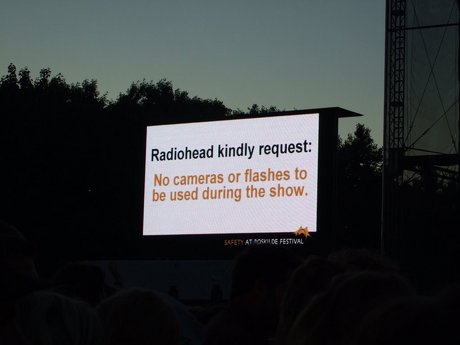 Radiohead kindly request:
No cameras or flashes to
be used during the show.
SAFETY AT ROSKILDE FESTIVAL